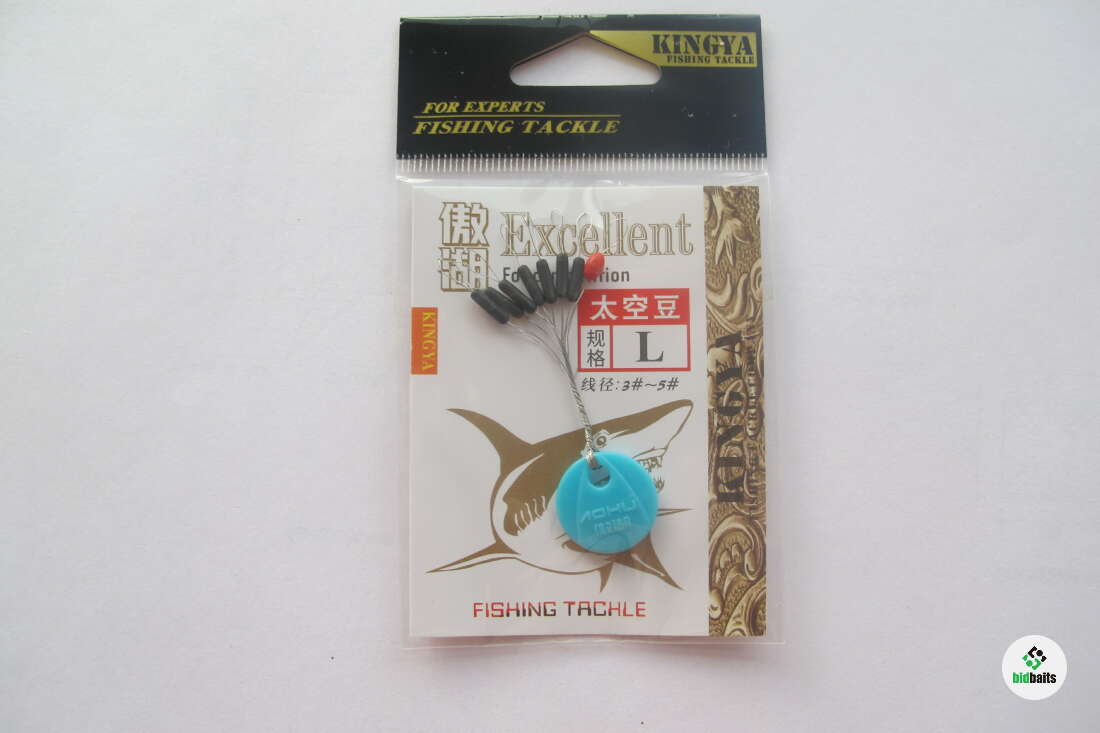 KINGYA
FISHING TACKLE
FOR EXPERTS
FISHING TACKLE
傲湖
Excellent
太空豆
规格
L
线径:3#~5#
KINGYA
KINGYA
AOHU
FISHING TACKLE
bidbaits